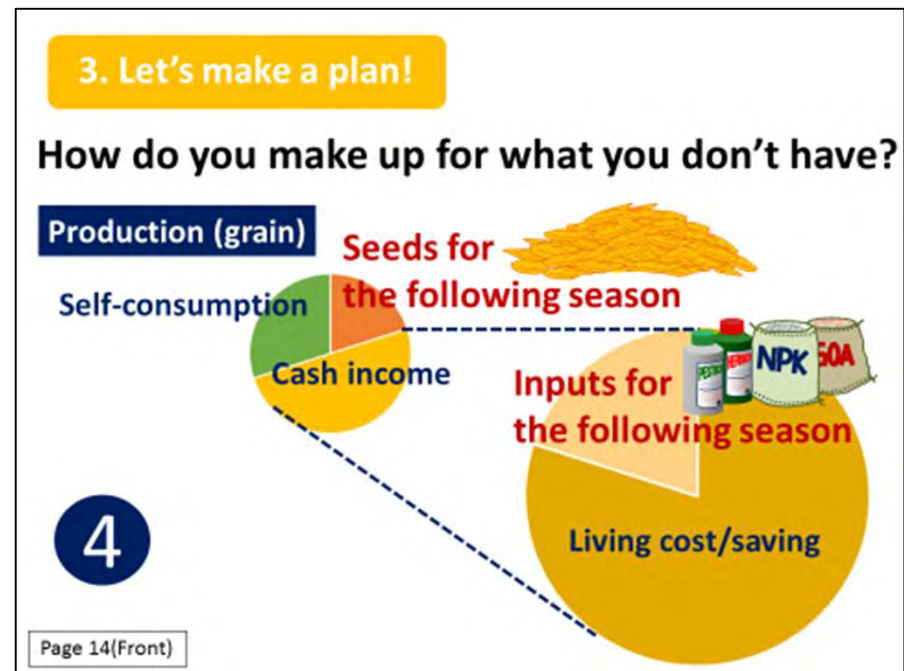 3. Let's make a plan!
How do you make up for what you don't have?
Production (grain)
Seeds for
the following season
Self-consumption
Cash income
NPK
SOA
Inputs for
the following season
Living cost/saving
4
Page 14(Front)